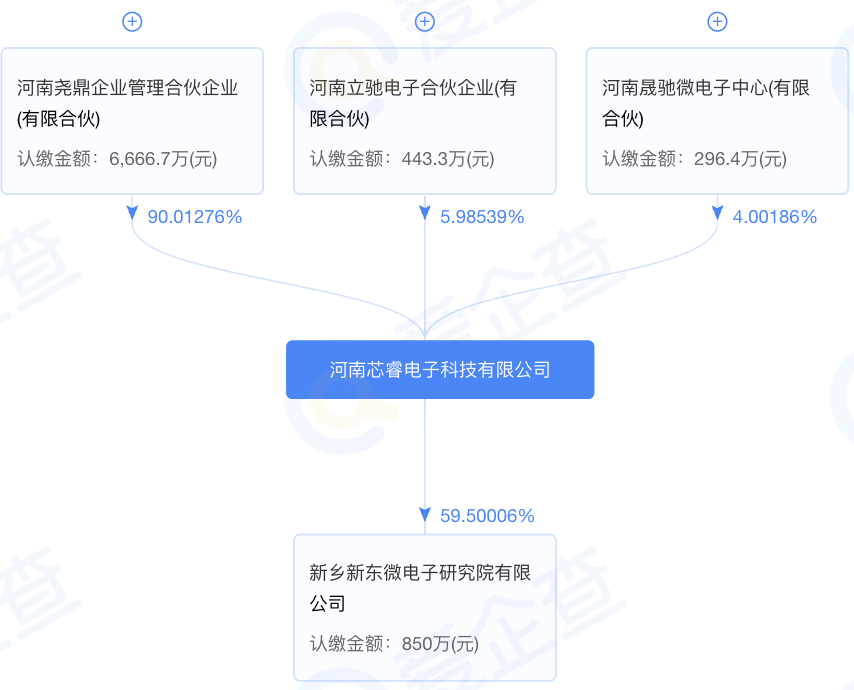 河南尧鼎企业管理合伙企业
(有限合伙)
认缴金额：6,666.7万(元)
河南立驰电子合伙企业(有
限合伙)
认缴金额：443.3万(元)
河南晟驰微电子中心(有限
合伙)
认缴金额：296.4万(元)
90.01276%
5.98539%
4.00186%
河南芯睿电子科技有限公司
59.50006%
新乡新东微电子研究院有限
公司
认缴金额：850万(元)
爱企查